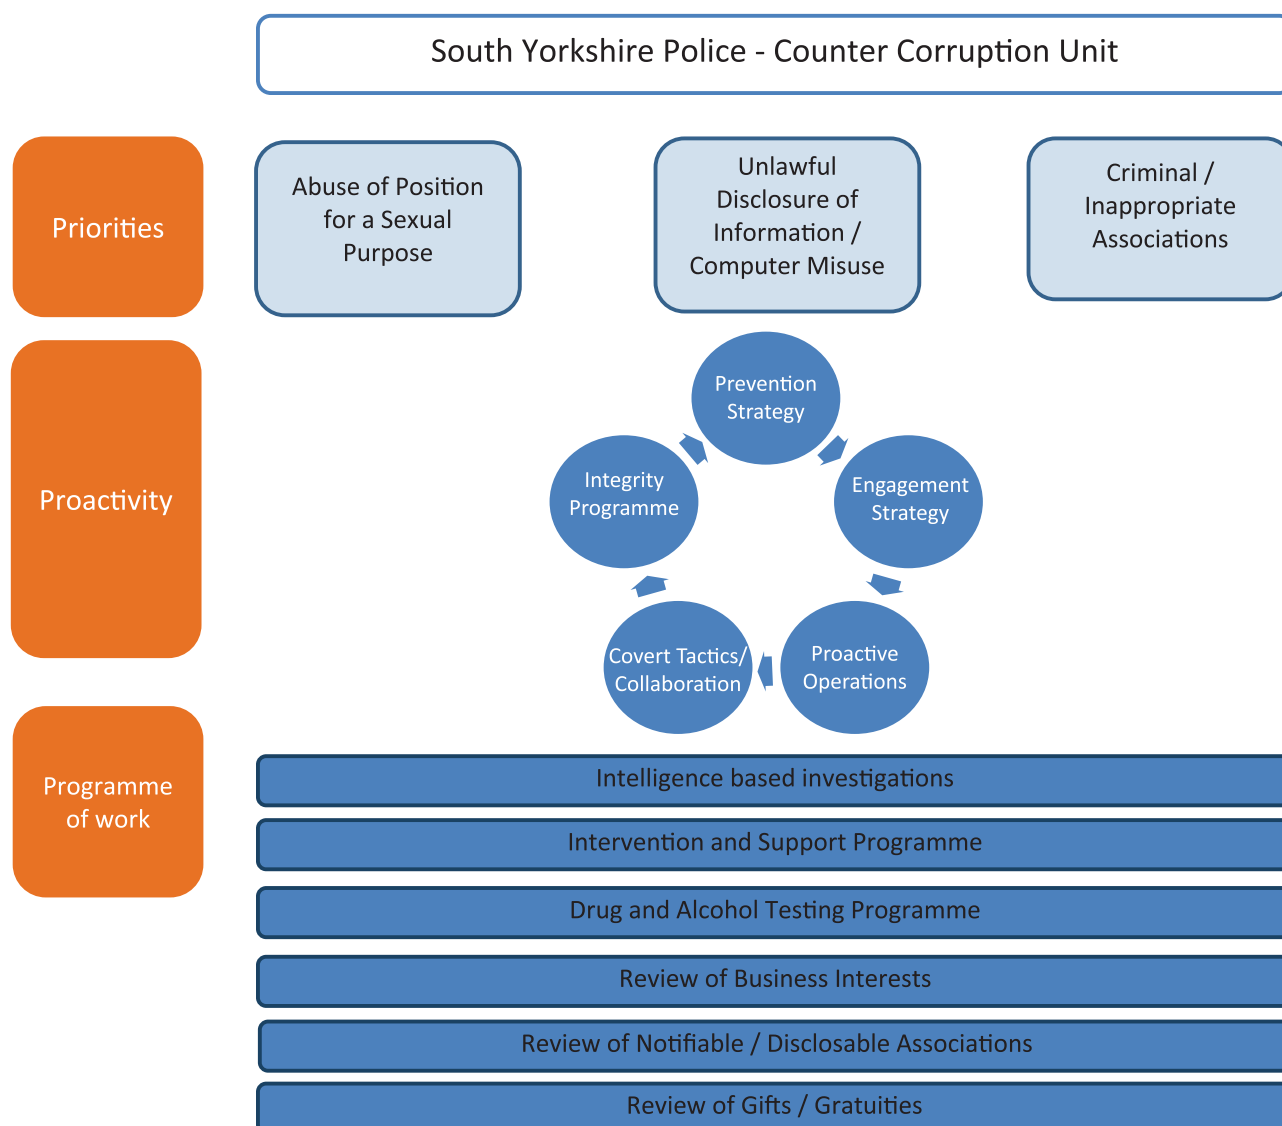 South Yorkshire Police - Counter Corruption Unit
Priorities
Abuse of Position
for a Sexual
Purpose
Unlawful
Disclosure of
Information /
Computer Misuse
Criminal /
Inappropriate
Associations
Proactivity
Prevention
Strategy
Engagement
Strategy
Proactive
Operations
Covert Tactics/
Collaboration
Integrity
Programme
Programme
of work
Intelligence based investigations
Intervention and Support Programme
Drug and Alcohol Testing Programme
Review of Business Interests
Review of Notifiable / Disclosable Associations
Review of Gifts / Gratuities